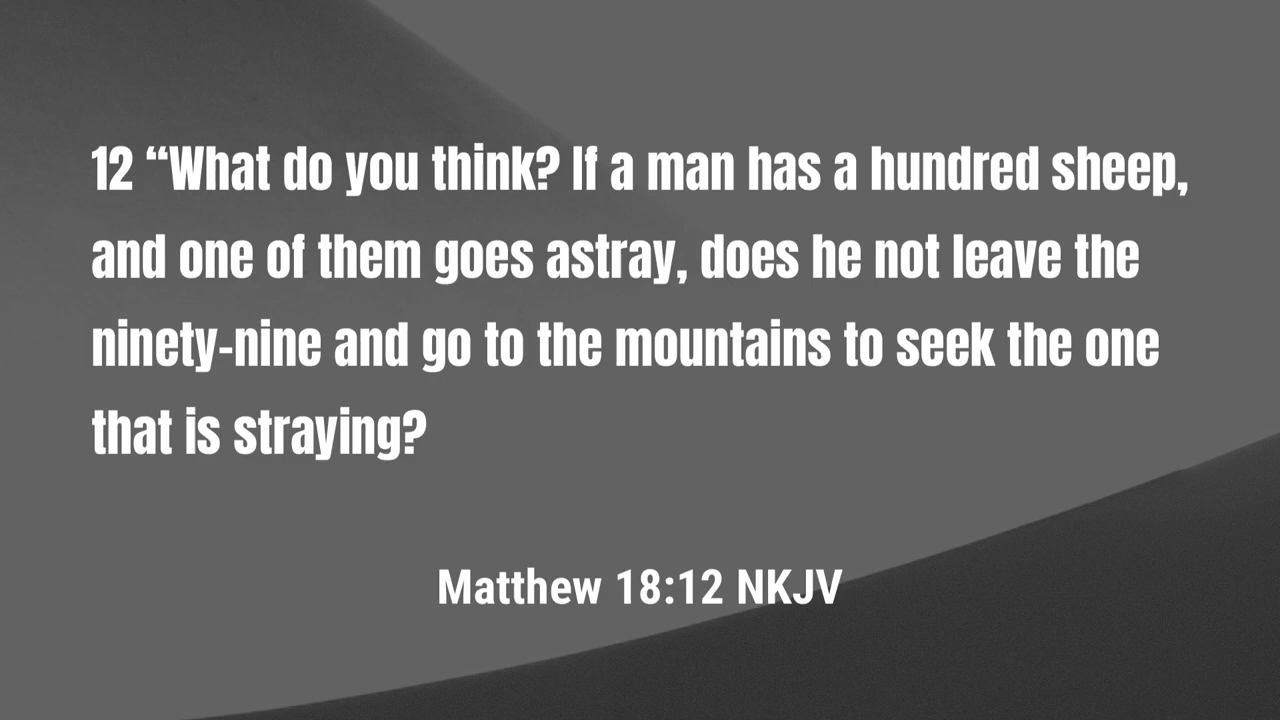 12 “What do you think? If a man has a hundred sheep,
and one of them goes astray, does he not leave the
ninety-nine and go to the mountains to seek the one
that is straying?
Matthew 18:12 NKJV